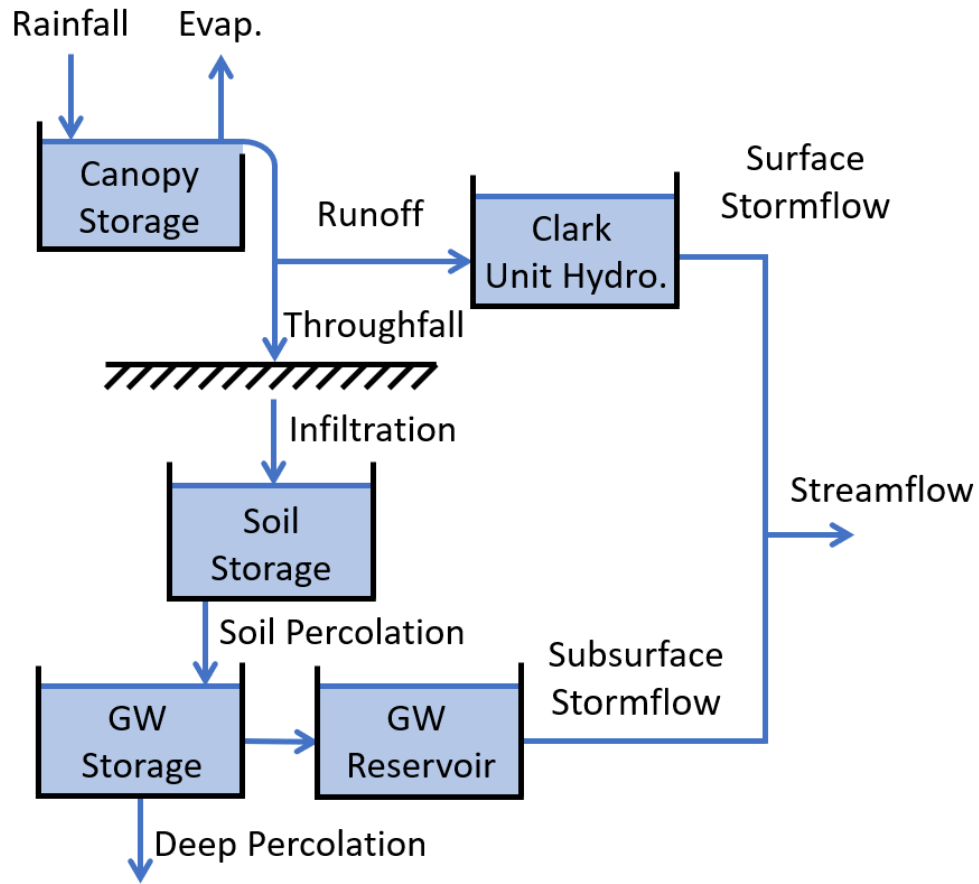 Rainfall
Evap.
Canopy
Storage
Runoff
Clark
Unit Hydro.
Surface
Stormflow
Throughfall
Infiltration
Soil
Storage
Streamflow
Soil Percolation
GW
Storage
GW
Reservoir
Subsurface
Stormflow
Deep Percolation